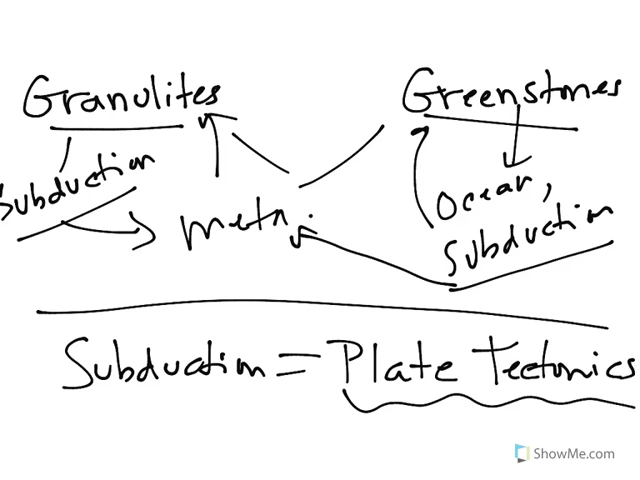 Granulites
Greenstones
Subduction
meta.
Ocean,
Subduction
Subduction = Plate Tectonics
ShowMe.com